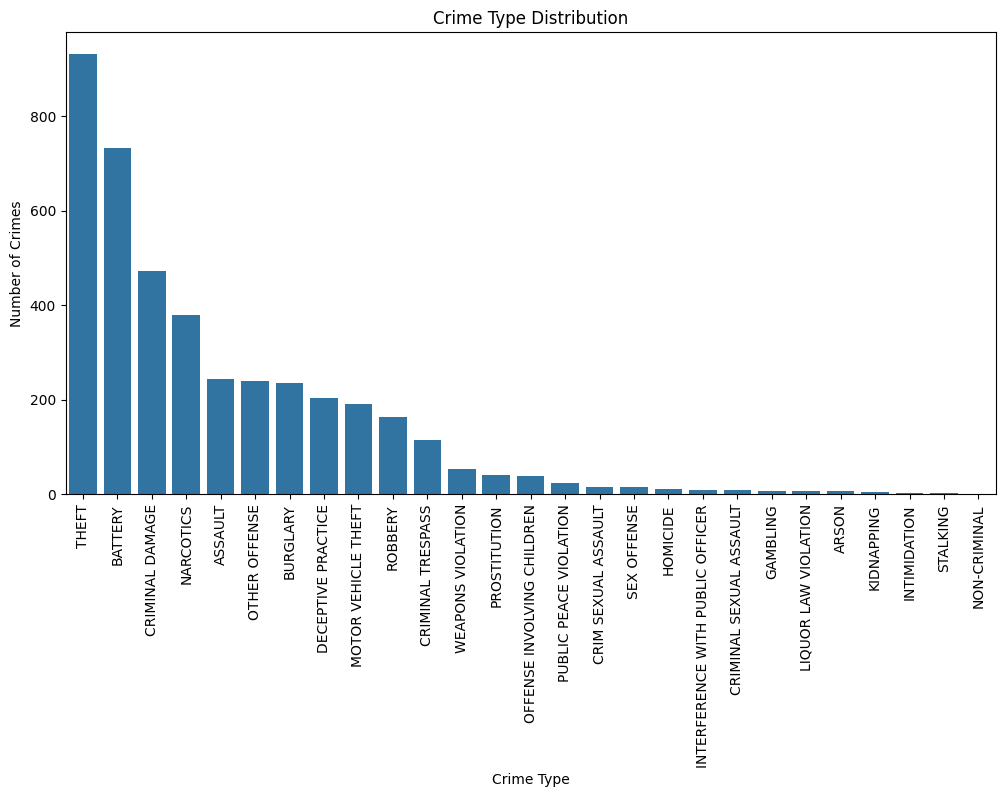 Crime Type Distribution
Number of Crimes
800
600
400
200
0
THEFT
BATTERY
CRIMINAL DAMAGE
NARCOTICS
ASSAULT
OTHER OFFENSE
BURGLARY
DECEPTIVE PRACTICE
MOTOR VEHICLE THEFT
ROBBERY
CRIMINAL TRESPASS
WEAPONS VIOLATION
PROSTITUTION
OFFENSE INVOLVING CHILDREN
PUBLIC PEACE VIOLATION
CRIM SEXUAL ASSAULT
SEX OFFENSE
HOMICIDE
INTERFERENCE WITH PUBLIC OFFICER
CRIMINAL SEXUAL ASSAULT
GAMBLING
LIQUOR LAW VIOLATION
ARSON
KIDNAPPING
INTIMIDATION
STALKING
NON-CRIMINAL
Crime Type